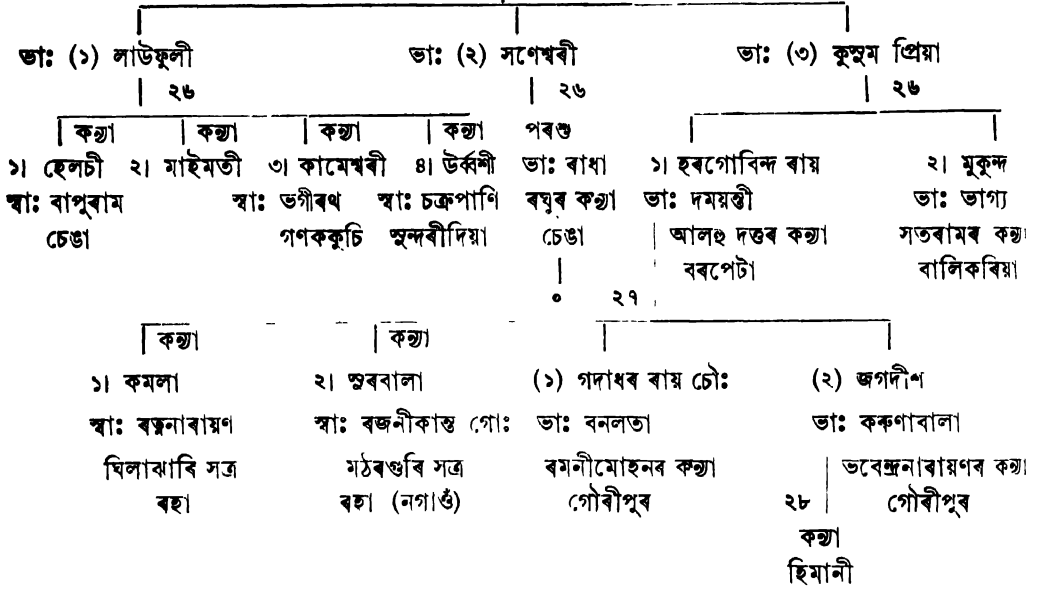 ভাঃ (১) লাউফুলী ভাঃ (২) সণেশ্বৰী ভাঃ (৩) কুসুম প্ৰিয়া
২৬ ২৬ ২৬
কন্যা কন্যা কন্যা কন্যা পৰশু
১। হেলচী ২। মাইমতী ৩। কামেশ্বৰী ৪। উৰ্ব্বশী ভাঃ ৰাধা ১। হৰগোবিন্দ ৰায় ২। মুকুন্দ
স্বাঃ বাপুৰাম স্বাঃ ভগীৰথ স্বাঃ চক্ৰপাণি ৰঘুৰ কন্যা ভাঃ দময়ন্তী ভাঃ ভাগ্য
চেঙা গণককুচি সুন্দৰীদিয়া চেঙা আলহু দত্তৰ কন্যা সতৰামৰ কন্যা
বৰপেটা বালিকৰিয়া
০ ২৭
কন্যা কন্যা
১। কমলা ২। সুৰবালা (১) গদাধৰ ৰায় চৌঃ (২) জগদীশ
স্বাঃ ৰত্ননাৰায়ণ স্বাঃ ৰজনীকান্ত গোঃ ভাঃ বনলতা ভাঃ কৰুণাবালা
ঘিলাঝাৰি সত্ৰ মঠৰগুৰি সত্ৰ ৰমনীমোহনৰ কন্যা ভবেন্দ্ৰনাৰায়ণৰ কন্যা
ৰহা ৰহা (নগাওঁ) গৌৰীপুৰ ২৮ গৌৰীপুৰ
কন্যা
হিমানী